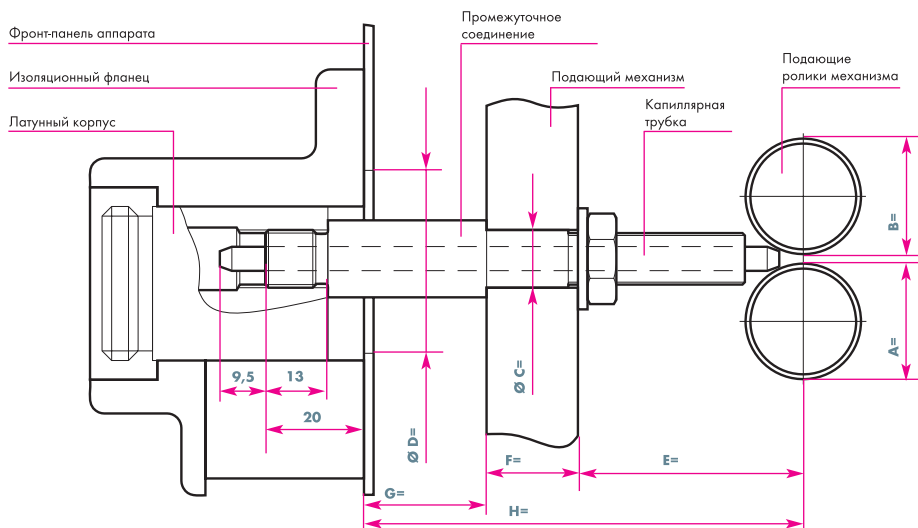 Фронт-панель аппарата
Изоляционный фланец
Латунный корпус
Промежуточное
соединение
Подающий механизм
Капиллярная
трубка
Подающие
ролики механизма
B=
A=
9,5
13
20
Ø D=
Ø C=
G=
F=
E=
H=